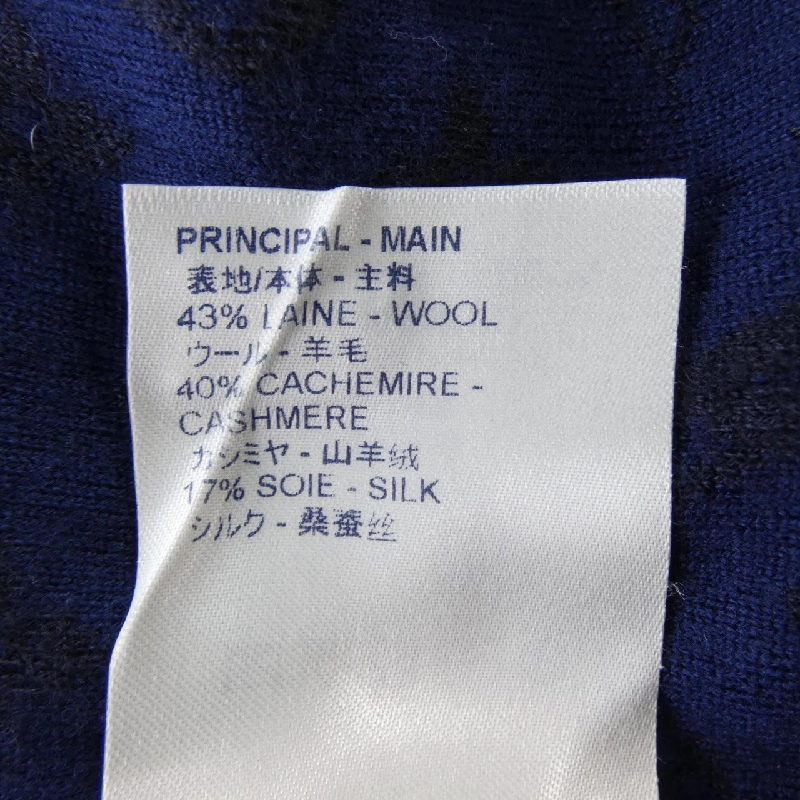 PRINCIPAL - MAIN
表地/本体 - 主料
43% LAINE - WOOL
ウール - 羊毛
40% CACHEMIRE -
CASHMERE
カシミヤ - 山羊绒
17% SOIE - SILK
シルク - 桑蚕丝